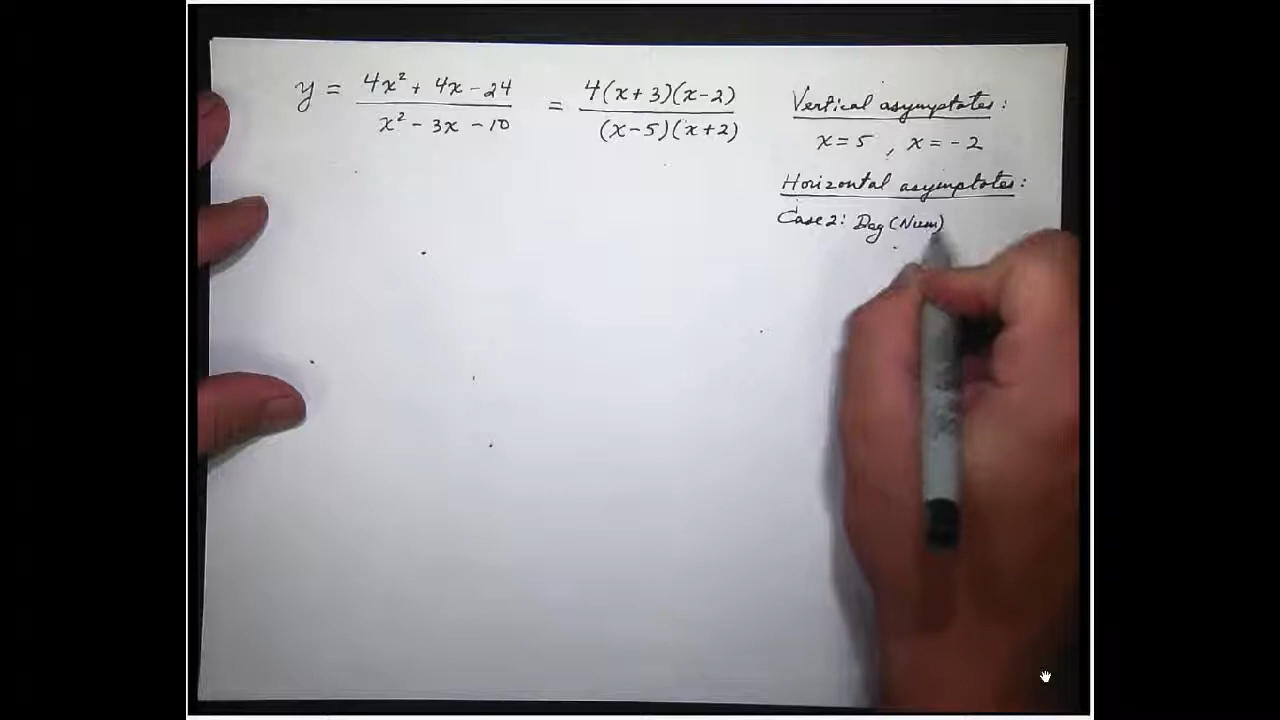 y = 4x² + 4x - 24 / x² - 3x - 10 = 4(x+3)(x-2) / (x-5)(x+2)
Vertical asymptotes:
x = 5 , x = -2
Horizontal asymptotes:
Case 2: Deg (Num)